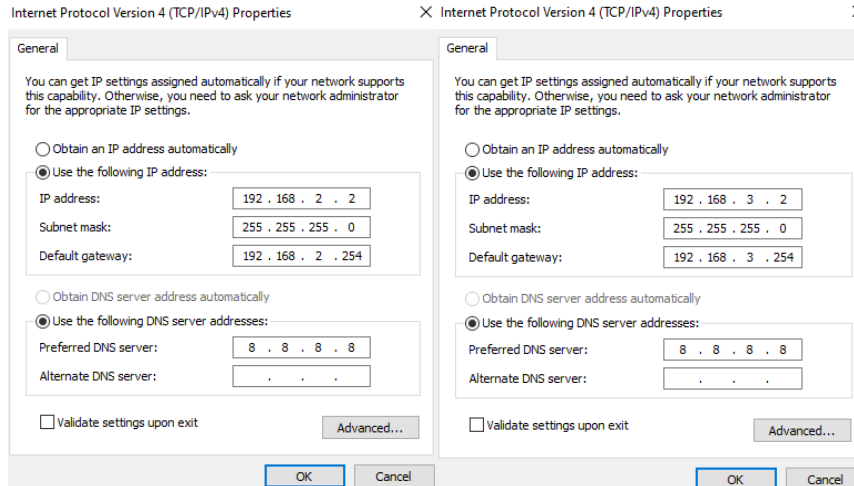 Internet Protocol Version 4 (TCP/IPv4) Properties
General
You can get IP settings assigned automatically if your network supports
this capability. Otherwise, you need to ask your network administrator
for the appropriate IP settings.
Obtain an IP address automatically
Use the following IP address:
IP address: 192 . 168 . 2 . 2
Subnet mask: 255 . 255 . 255 . 0
Default gateway: 192 . 168 . 2 . 254
Obtain DNS server address automatically
Use the following DNS server addresses:
Preferred DNS server: 8 . 8 . 8 . 8
Alternate DNS server: . . .
Validate settings upon exit
Advanced...
OK Cancel
Internet Protocol Version 4 (TCP/IPv4) Properties
General
You can get IP settings assigned automatically if your network supports
this capability. Otherwise, you need to ask your network administrator
for the appropriate IP settings.
Obtain an IP address automatically
Use the following IP address:
IP address: 192 . 168 . 3 . 2
Subnet mask: 255 . 255 . 255 . 0
Default gateway: 192 . 168 . 3 . 254
Obtain DNS server address automatically
Use the following DNS server addresses:
Preferred DNS server: 8 . 8 . 8 . 8
Alternate DNS server: . . .
Validate settings upon exit
Advanced...
OK Cancel